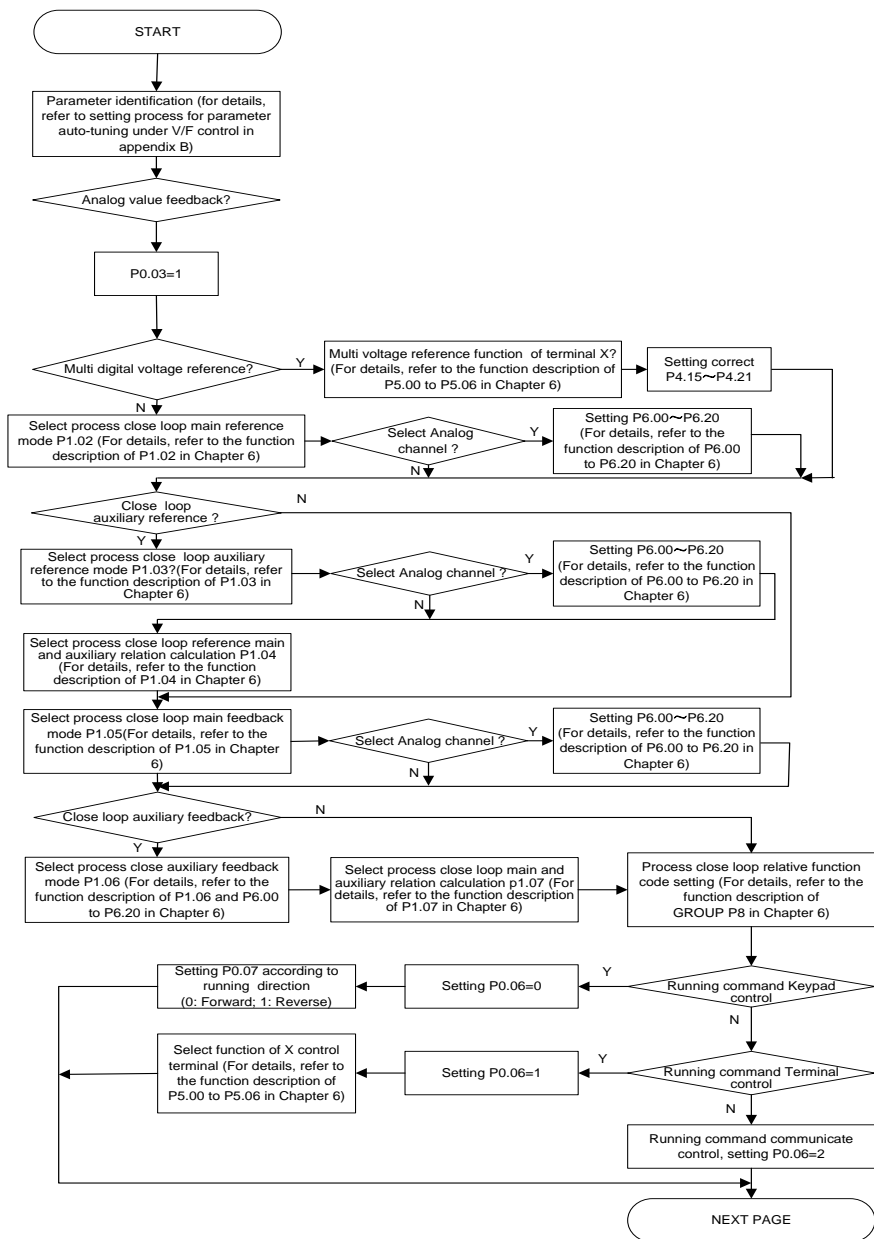 START
Parameter identification (for details,
refer to setting process for parameter
auto-tuning under V/F control in
appendix B)
Analog value feedback?
P0.03=1
Multi digital voltage reference?
Y
Multi voltage reference function of terminal X?
(For details, refer to the function description of
P5.00 to P5.06 in Chapter 6)
Setting correct
P4.15～P4.21
N
Select process close loop main reference
mode P1.02 (For details, refer to the function
description of P1.02 in Chapter 6)
Select Analog
channel ?
Y
Setting P6.00～P6.20
(For details, refer to the
function description of P6.00
to P6.20 in Chapter 6)
N
Close loop
auxiliary reference ?
N
Y
Select process close loop auxiliary
reference mode P1.03?(For details, refer
to the function description of P1.03 in
Chapter 6)
Select Analog channel ?
Y
Setting P6.00～P6.20
(For details, refer to the function
description of P6.00 to P6.20 in
Chapter 6)
N
Select process close loop reference main
and auxiliary relation calculation P1.04
(For details, refer to the function
description of P1.04 in Chapter 6)
Select process close loop main feedback
mode P1.05(For details, refer to the
function description of P1.05 in Chapter
6)
Select Analog channel ?
Y
Setting P6.00～P6.20
(For details, refer to the function
description of P6.00 to P6.20 in
Chapter 6)
N
Close loop auxiliary feedback?
N
Y
Select process close auxiliary feedback
mode P1.06 (For details, refer to the
function description of P1.06 and P6.00
to P6.20 in Chapter 6)
Select process close loop main and
auxiliary relation calculation p1.07 (For
details, refer to the function description
of P1.07 in Chapter 6)
Process close loop relative function
code setting (For details, refer to the
function description of
GROUP P8 in Chapter 6)
Running command Keypad
control
Y
Setting P0.06=0
Setting P0.07 according to
running direction
(0: Forward; 1: Reverse)
N
Running command Terminal
control
Y
Setting P0.06=1
Select function of X control
terminal (For details, refer to
the function description of
P5.00 to P5.06 in Chapter 6)
N
Running command communicate
control, setting P0.06=2
NEXT PAGE